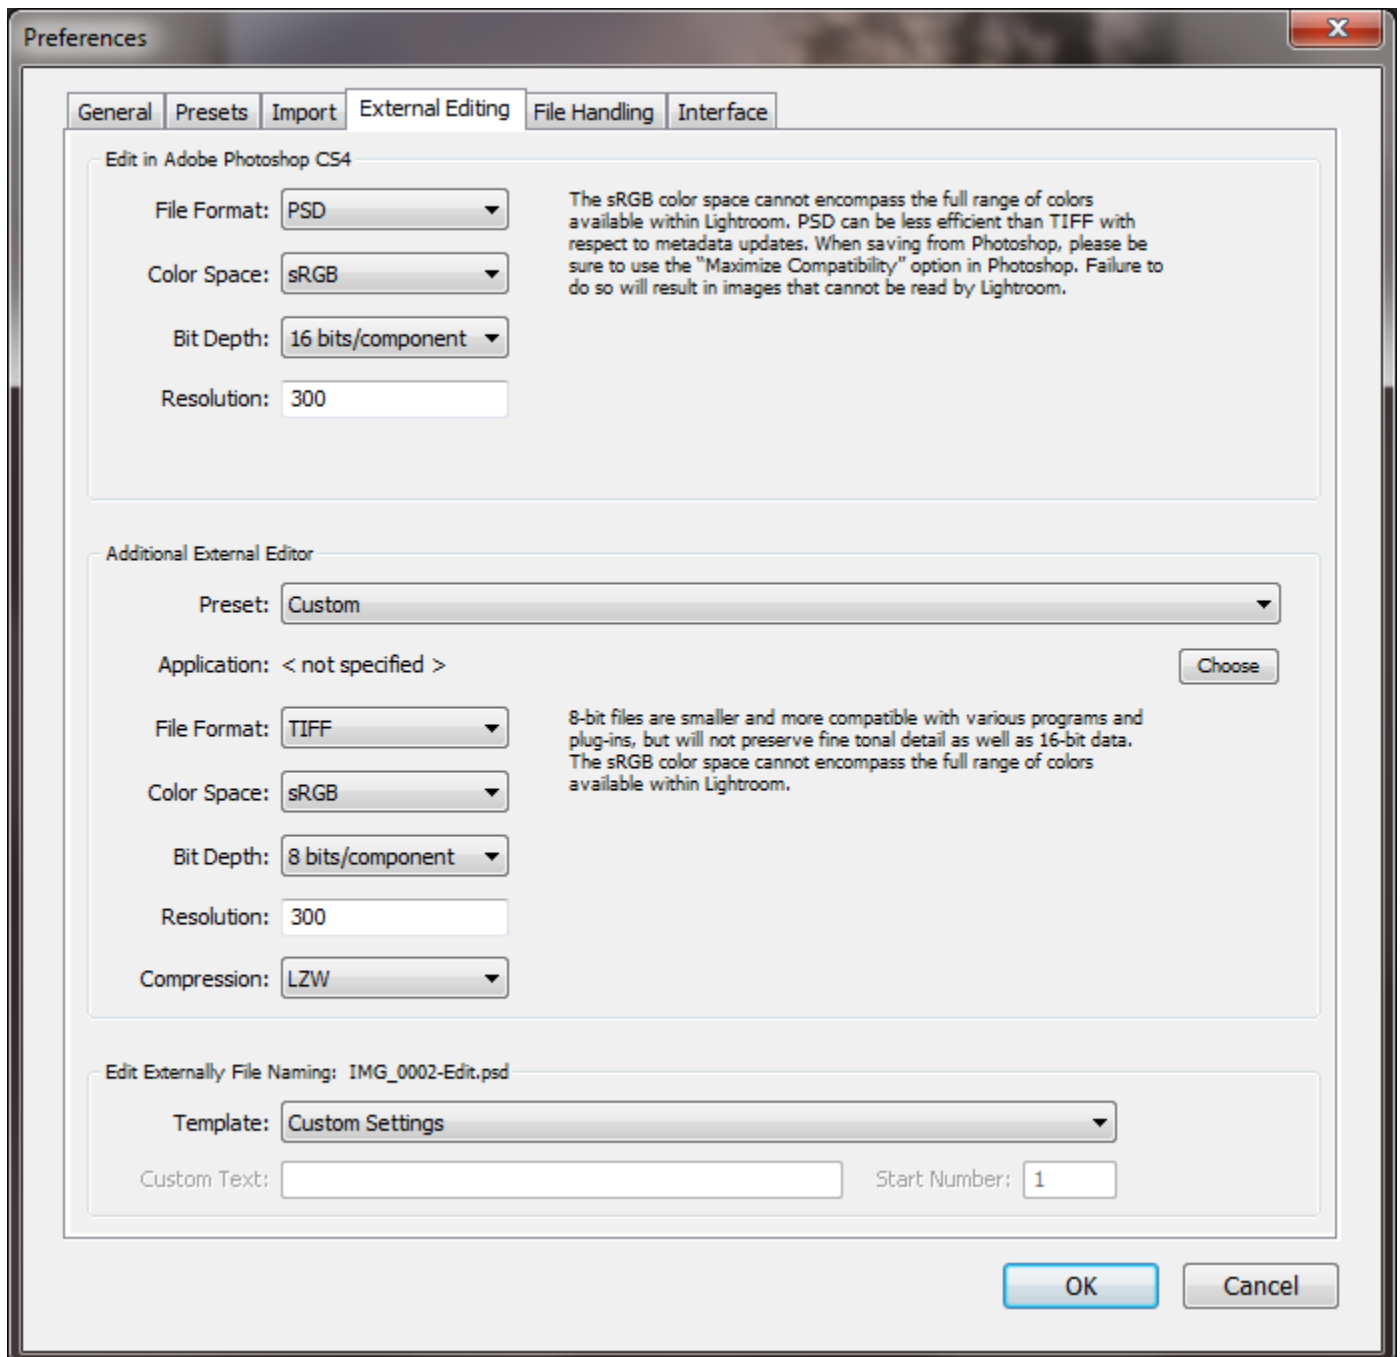 Preferences
General Presets Import External Editing File Handling Interface
Edit in Adobe Photoshop CS4
File Format: PSD
Color Space: sRGB
Bit Depth: 16 bits/component
Resolution: 300
The sRGB color space cannot encompass the full range of colors
available within Lightroom. PSD can be less efficient than TIFF with
respect to metadata updates. When saving from Photoshop, please be
sure to use the “Maximize Compatibility” option in Photoshop. Failure to
do so will result in images that cannot be read by Lightroom.
Additional External Editor
Preset: Custom
Application: < not specified > Choose
File Format: TIFF
Color Space: sRGB
Bit Depth: 8 bits/component
Resolution: 300
Compression: LZW
8-bit files are smaller and more compatible with various programs and
plug-ins, but will not preserve fine tonal detail as well as 16-bit data.
The sRGB color space cannot encompass the full range of colors
available within Lightroom.
Edit Externally File Naming: IMG_0002-Edit.psd
Template: Custom Settings
Custom Text: Start Number: 1
OK Cancel